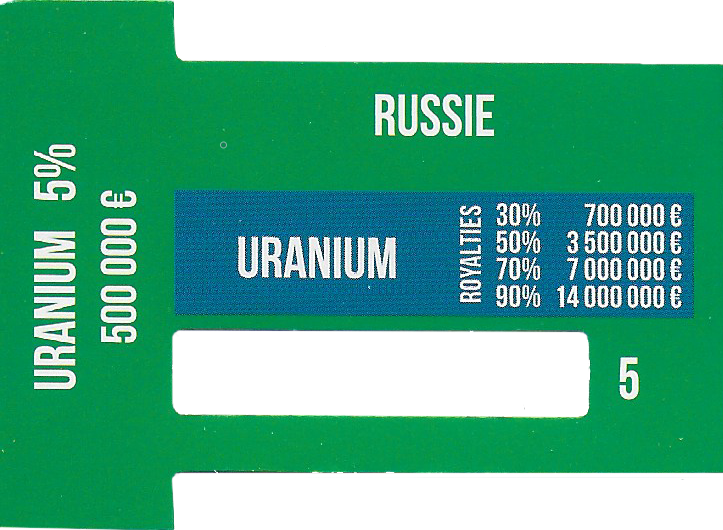 URANIUM 5%
500 000 €
RUSSIE
URANIUM
ROYALTIES
30% 700 000 €
50% 3 500 000 €
70% 7 000 000 €
90% 14 000 000 €
5